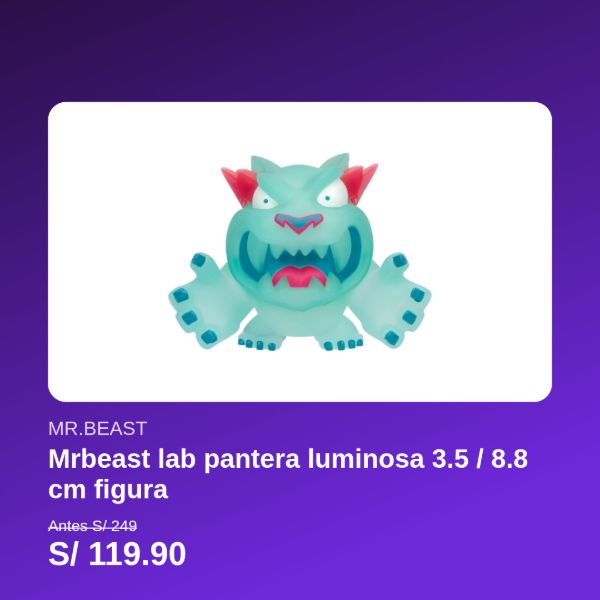 MR.BEAST
Mrbeast lab pantera luminosa 3.5 / 8.8
cm figura
Antes S/ 249
S/ 119.90